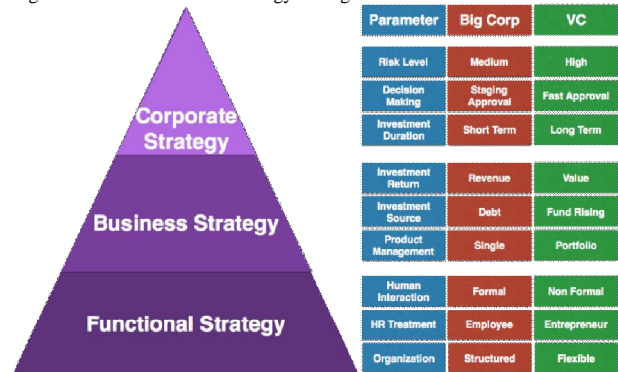 Parameter Big Corp VC
Risk Level Medium High
Decision Making Staging Approval Fast Approval
Investment Duration Short Term Long Term
Corporate
Strategy
Investment Return Revenue Value
Investment Source Debt Fund Rising
Product Management Single Portfolio
Business Strategy
Human Interaction Formal Non Formal
HR Treatment Employee Entrepreneur
Organization Structured Flexible
Functional Strategy